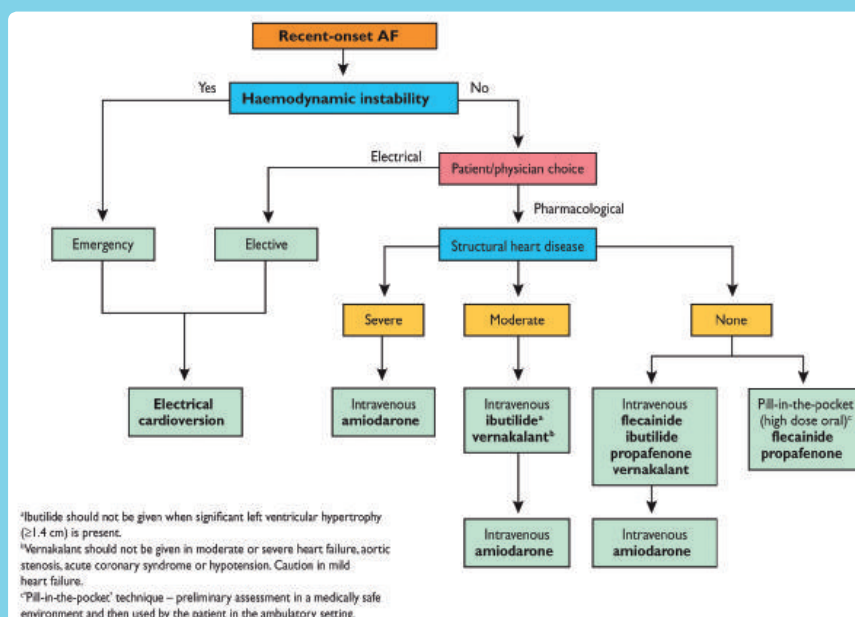 Recent-onset AF
Yes
Haemodynamic instability
No
Electrical
Patient/physician choice
Pharmacological
Emergency
Elective
Structural heart disease
Severe
Moderate
None
Electrical
cardioversion
Intravenous
amiodarone
Intravenous
ibutilideᵃ
vernakalantᵇ
Intravenous
flecainide
ibutilide
propafenone
vernakalant
Pill-in-the-pocket
(high dose oral)ᶜ
flecainide
propafenone
Intravenous
amiodarone
Intravenous
amiodarone
ᵃIbutilide should not be given when significant left ventricular hypertrophy
(≥1.4 cm) is present.
ᵇVernakalant should not be given in moderate or severe heart failure, aortic
stenosis, acute coronary syndrome or hypotension. Caution in mild
heart failure.
ᶜ'Pill-in-the-pocket' technique – preliminary assessment in a medically safe
environment and then used by the patient in the ambulatory setting.